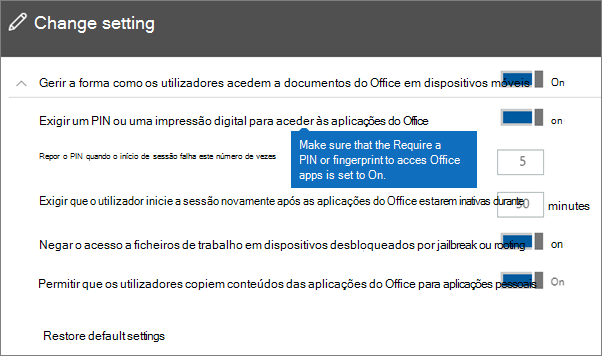 Change setting
Gerir a forma como os utilizadores acedem a documentos do Office em dispositivos móveis On
Exigir um PIN ou uma impressão digital para aceder às aplicações do Office on
Make sure that the Require a
PIN or fingerprint to acces Office
apps is set to On.
Repor o PIN quando o início de sessão falha este número de vezes 5
Exigir que o utilizador inicie a sessão novamente após as aplicações do Office estarem inativas durante 30 minutes
Negar o acesso a ficheiros de trabalho em dispositivos desbloqueados por jailbreak ou rooting on
Permitir que os utilizadores copiem conteúdos das aplicações do Office para aplicações pessoais On
Restore default settings